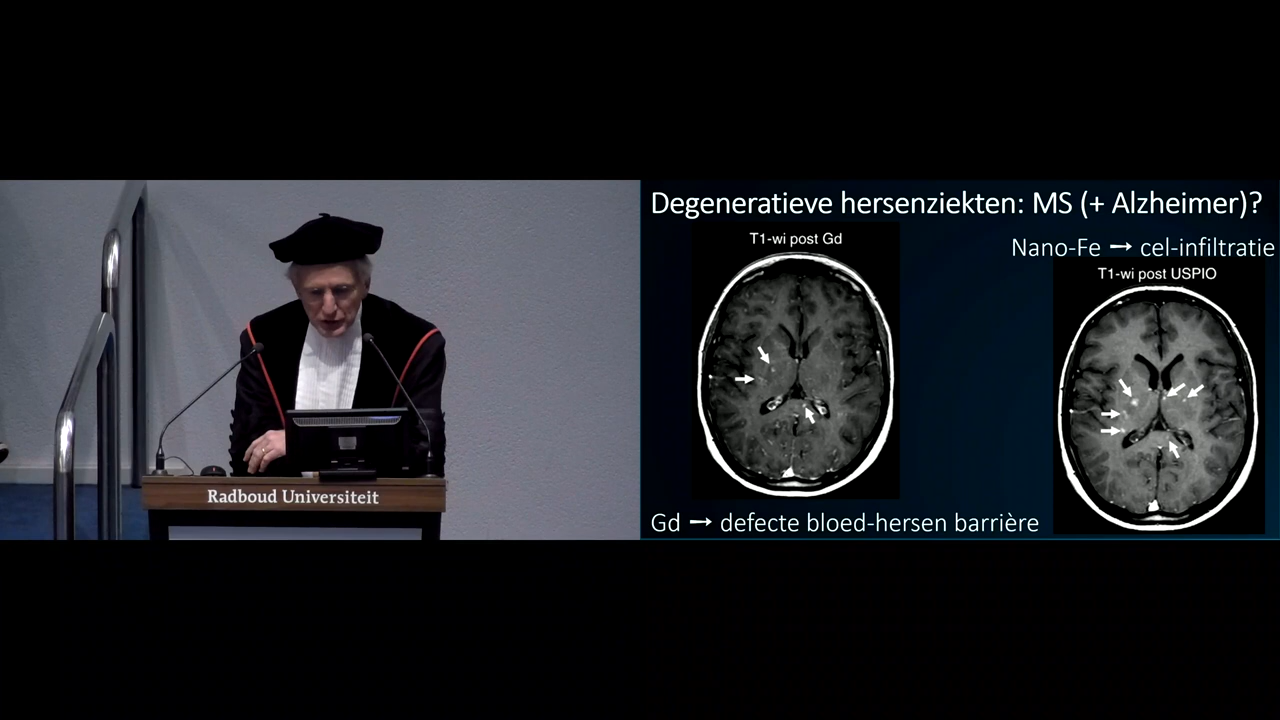 Radboud Universiteit
Degeneratieve hersenziekten: MS (+ Alzheimer)?
T1-wi post Gd
Nano-Fe → cel-infiltratie
T1-wi post USPIO
Gd → defecte bloed-hersen barrière